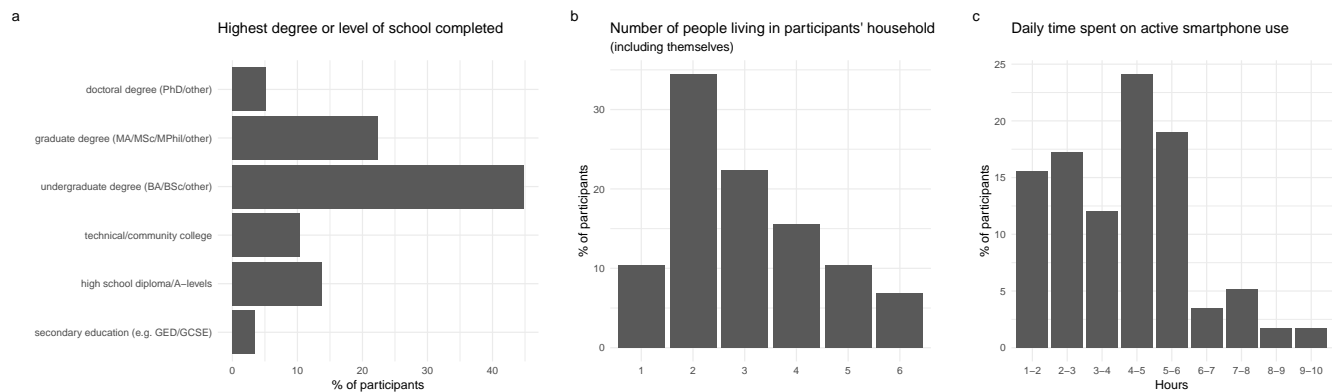 a
Highest degree or level of school completed
doctoral degree (PhD/other)
graduate degree (MA/MSc/MPhil/other)
undergraduate degree (BA/BSc/other)
technical/community college
high school diploma/A−levels
secondary education (e.g. GED/GCSE)
0 10 20 30 40
% of participants
b
Number of people living in participants' household
(including themselves)
% of participants
30
20
10
0
1 2 3 4 5 6
c
Daily time spent on active smartphone use
% of participants
25
20
15
10
5
0
1−2 2−3 3−4 4−5 5−6 6−7 7−8 8−9 9−10
Hours